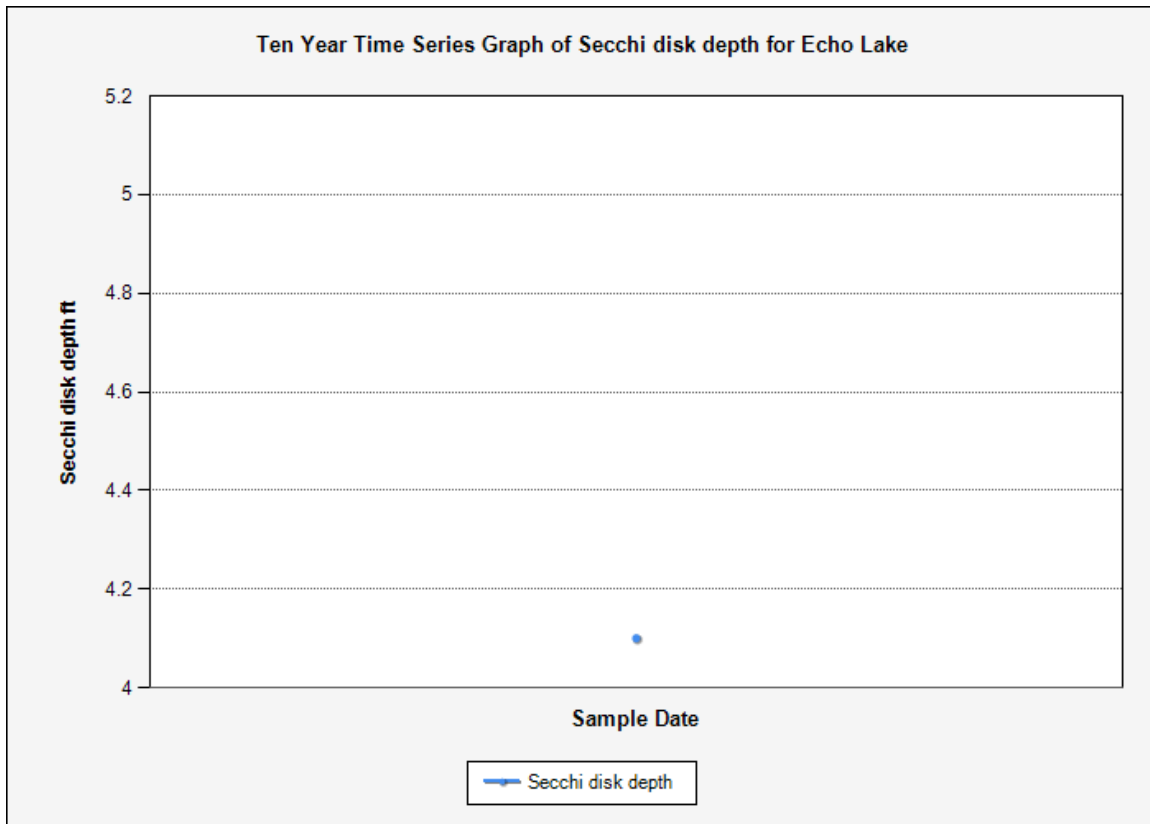 Ten Year Time Series Graph of Secchi disk depth for Echo Lake
5.2
5
4.8
4.6
4.4
4.2
4
Secchi disk depth ft
Sample Date
Secchi disk depth